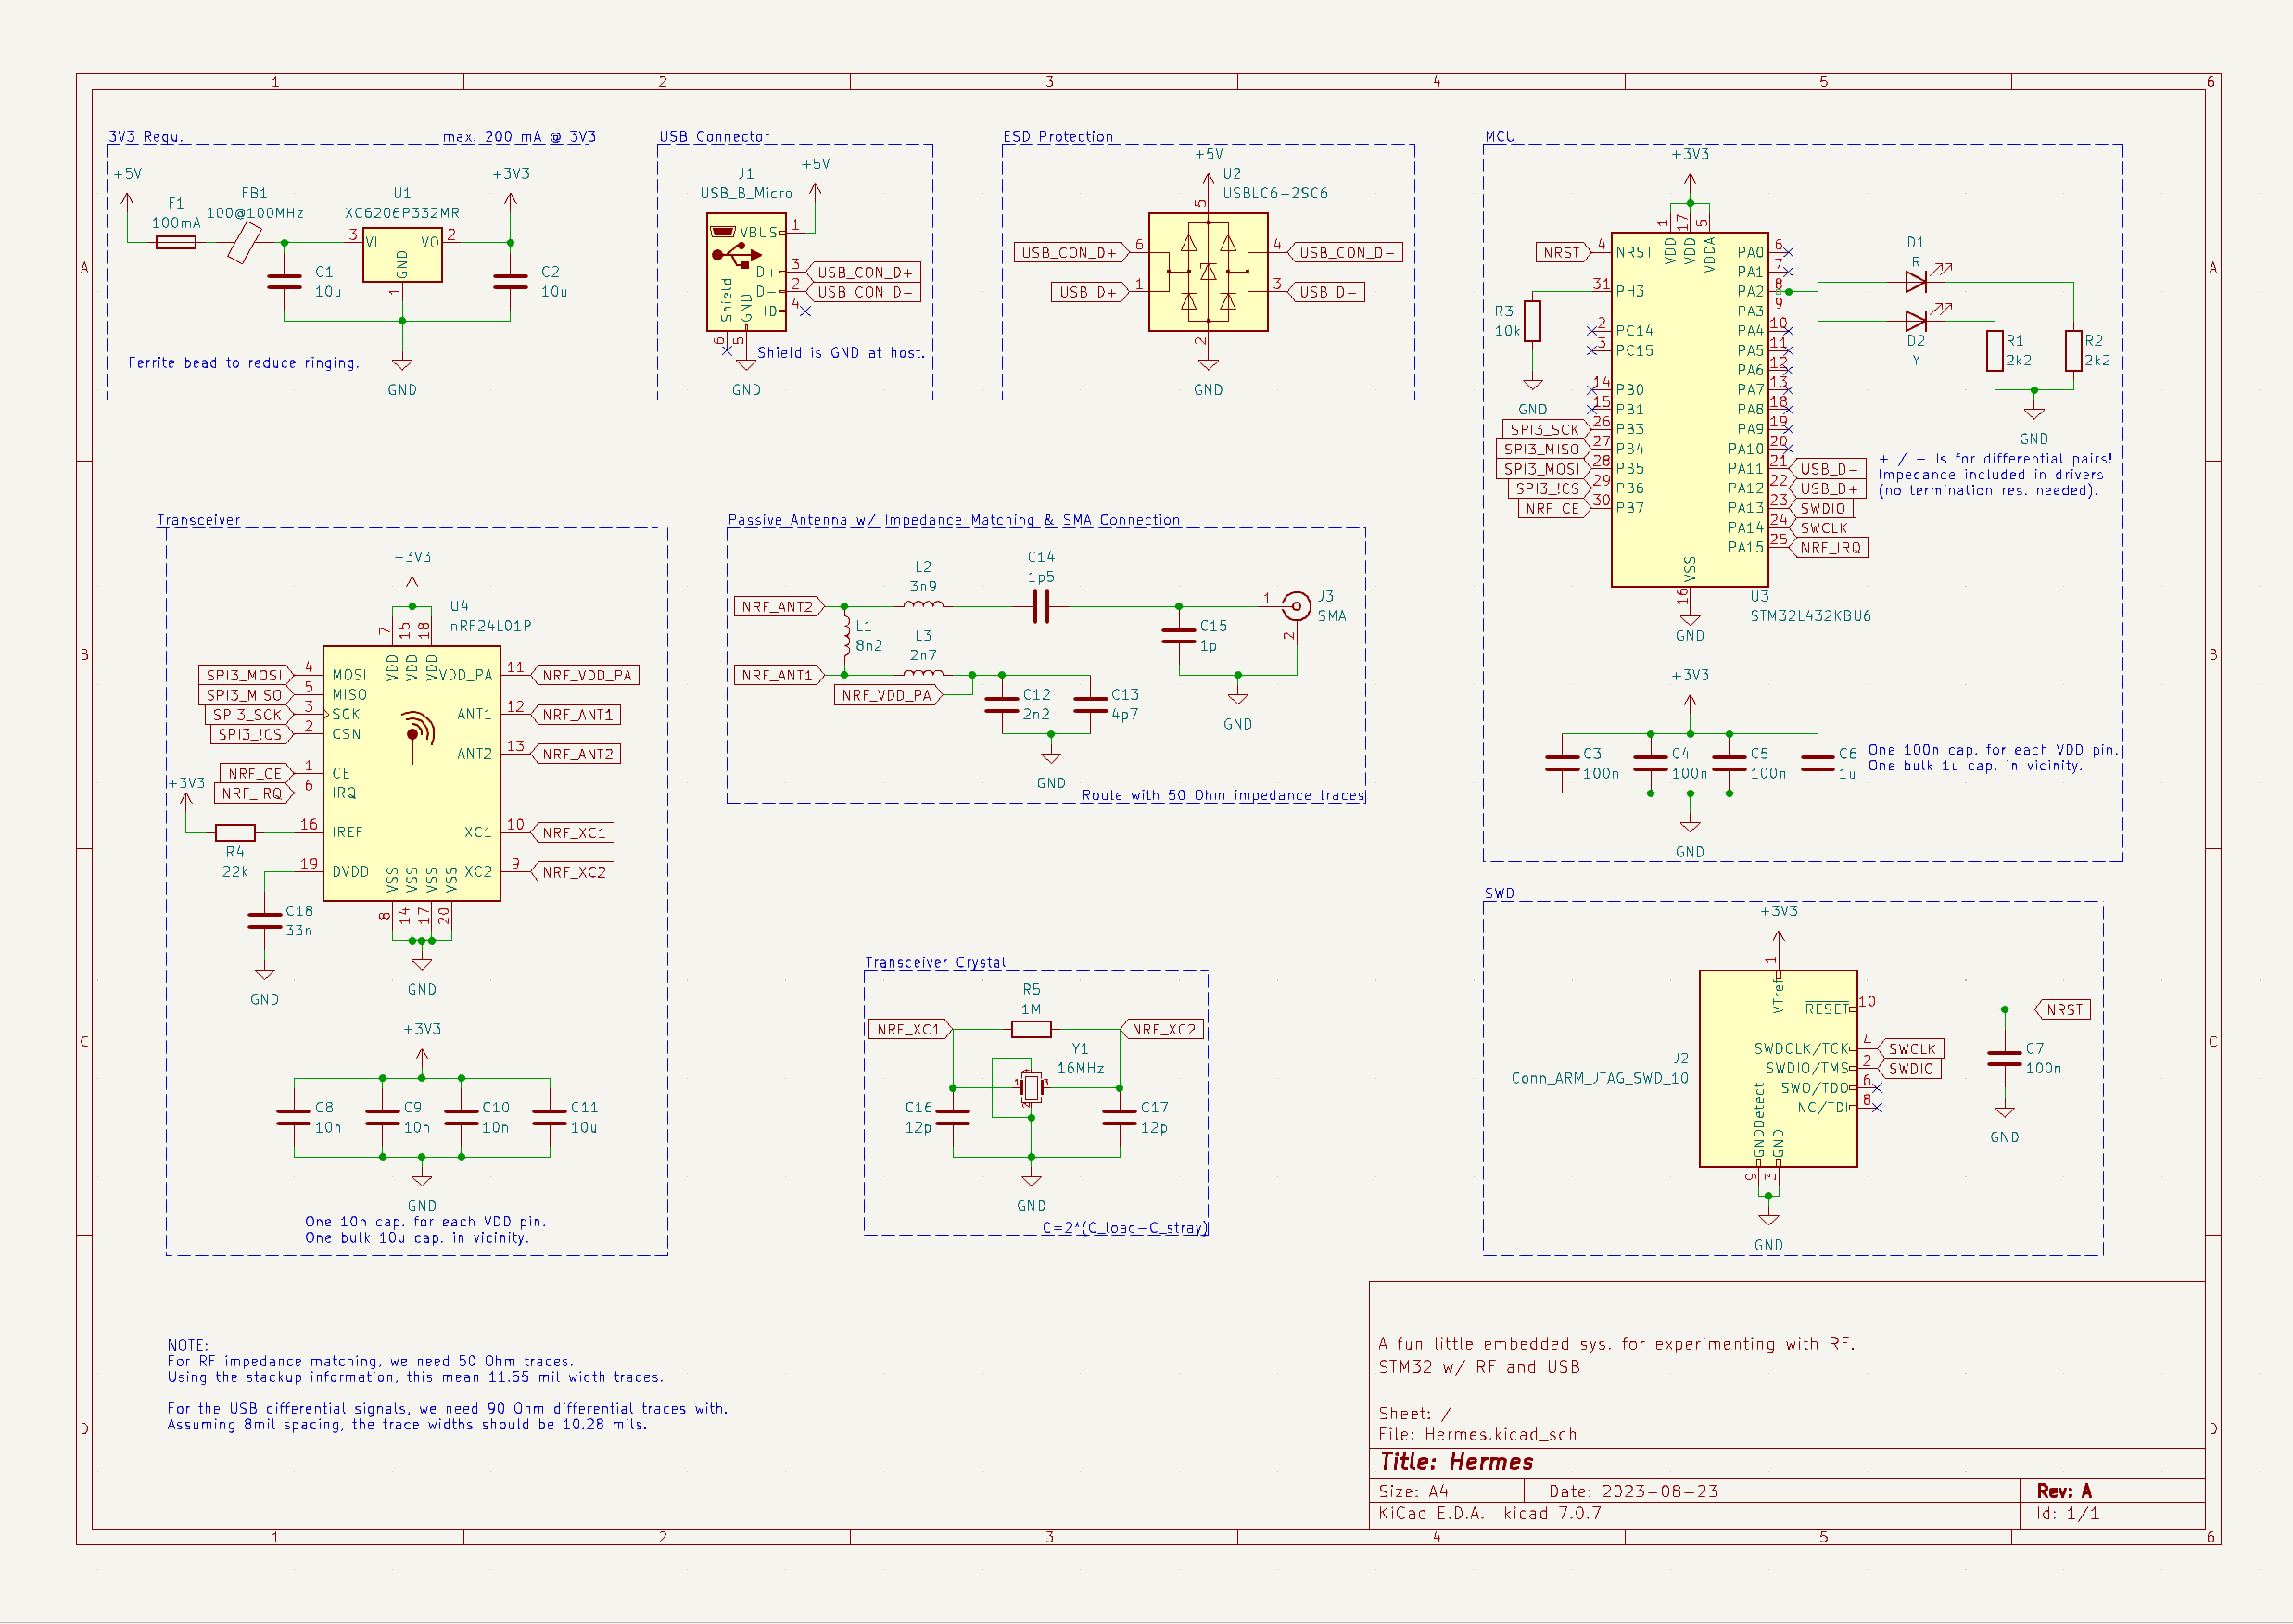 1 2 3 4 5 6
A
B
C
D
3V3 Regu. max. 200 mA @ 3V3
+5V
F1
100mA
FB1
100@100MHz
U1
XC6206P332MR
3 VI
VO 2
GND
1
+3V3
C1
10u
C2
10u
Ferrite bead to reduce ringing.
GND
USB Connector
+5V
J1
USB_B_Micro
VBUS 1
D+ 3 USB_CON_D+
D- 2 USB_CON_D-
ID 4
Shield 6
GND 5
Shield is GND at host.
GND
ESD Protection
+5V
U2
USBLC6-2SC6
5
USB_CON_D+ 6
4 USB_CON_D-
USB_D+ 1
3 USB_D-
2
GND
MCU
+3V3
1 17 5
VDD VDD VDDA
NRST 4 NRST
31 PH3
R3
10k
GND
2 PC14
3 PC15
14 PB0
15 PB1
SPI3_SCK 26 PB3
SPI3_MISO 27 PB4
SPI3_MOSI 28 PB5
SPI3_!CS 29 PB6
NRF_CE 30 PB7
PA0 6
PA1 7
PA2 8
PA3 9
PA4 10
PA5 11
PA6 12
PA7 13
PA8 18
PA9 19
PA10 20
PA11 21 USB_D-
PA12 22 USB_D+
PA13 23 SWDIO
PA14 24 SWCLK
PA15 25 NRF_IRQ
VSS
16
GND
U3
STM32L432KBU6
D1
R
D2
Y
R1
2k2
R2
2k2
GND
+ / - Is for differential pairs!
Impedance included in drivers
(no termination res. needed).
+3V3
C3
100n
C4
100n
C5
100n
C6
1u
One 100n cap. for each VDD pin.
One bulk 1u cap. in vicinity.
GND
Transceiver
+3V3
U4
nRF24L01P
7 15 18
VDD VDD VDD
SPI3_MOSI 4 MOSI
SPI3_MISO 5 MISO
SPI3_SCK 3 SCK
SPI3_!CS 2 CSN
NRF_CE 1 CE
NRF_IRQ 6 IRQ
+3V3
R4
22k
16 IREF
19 DVDD
C18
33n
GND
VDD_PA 11 NRF_VDD_PA
ANT1 12 NRF_ANT1
ANT2 13 NRF_ANT2
XC1 10 NRF_XC1
XC2 9 NRF_XC2
VSS VSS VSS VSS
8 14 17 20
GND
+3V3
C8
10n
C9
10n
C10
10n
C11
10u
GND
One 10n cap. for each VDD pin.
One bulk 10u cap. in vicinity.
Passive Antenna w/ Impedance Matching & SMA Connection
NRF_ANT2
L2
3n9
C14
1p5
1
J3
SMA
2
L1
8n2
L3
2n7
NRF_ANT1
NRF_VDD_PA
C12
2n2
C13
4p7
GND
C15
1p
GND
Route with 50 Ohm impedance traces
Transceiver Crystal
R5
1M
NRF_XC1
NRF_XC2
Y1
16MHz
1 2 3 4
C16
12p
C17
12p
GND
C=2*(C_load-C_stray)
SWD
+3V3
1
VTref
RESET 10
NRST
SWDCLK/TCK 4 SWCLK
SWDIO/TMS 2 SWDIO
SWO/TDO 6
NC/TDI 8
J2
Conn_ARM_JTAG_SWD_10
GNDDetect GND
9 3
GND
C7
100n
GND
NOTE:
For RF impedance matching, we need 50 Ohm traces.
Using the stackup information, this mean 11.55 mil width traces.
For the USB differential signals, we need 90 Ohm differential traces with.
Assuming 8mil spacing, the trace widths should be 10.28 mils.
A fun little embedded sys. for experimenting with RF.
STM32 w/ RF and USB
Sheet: /
File: Hermes.kicad_sch
Title: Hermes
Size: A4 Date: 2023-08-23 Rev: A
KiCad E.D.A. kicad 7.0.7 Id: 1/1
1 2 3 4 5 6
A
B
C
D